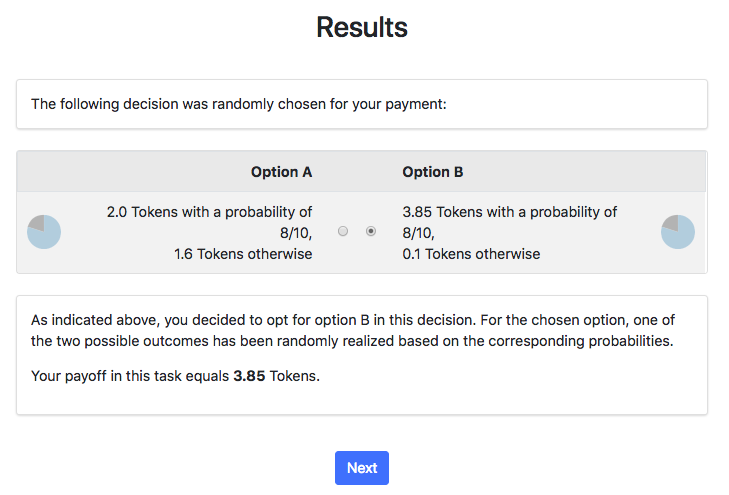 Results
The following decision was randomly chosen for your payment:
Option A
Option B
2.0 Tokens with a probability of
8/10,
1.6 Tokens otherwise
3.85 Tokens with a probability of
8/10,
0.1 Tokens otherwise
As indicated above, you decided to opt for option B in this decision. For the chosen option, one of
the two possible outcomes has been randomly realized based on the corresponding probabilities.
Your payoff in this task equals 3.85 Tokens.
Next